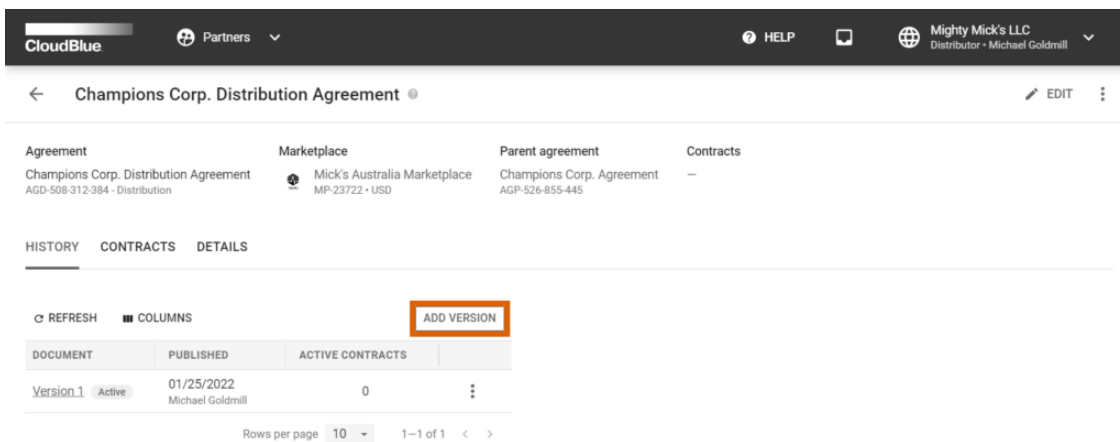 CloudBlue
Partners
HELP
Mighty Mick's LLC
Distributor • Michael Goldmill
Champions Corp. Distribution Agreement
EDIT
Agreement
Marketplace
Parent agreement
Contracts
Champions Corp. Distribution Agreement
AGD-508-312-384 - Distribution
Mick's Australia Marketplace
MP-23722 • USD
Champions Corp. Agreement
AGP-526-855-445
—
HISTORY CONTRACTS DETAILS
REFRESH COLUMNS ADD VERSION
DOCUMENT PUBLISHED ACTIVE CONTRACTS
Version 1 Active 01/25/2022 0
Michael Goldmill
Rows per page 10 1–1 of 1